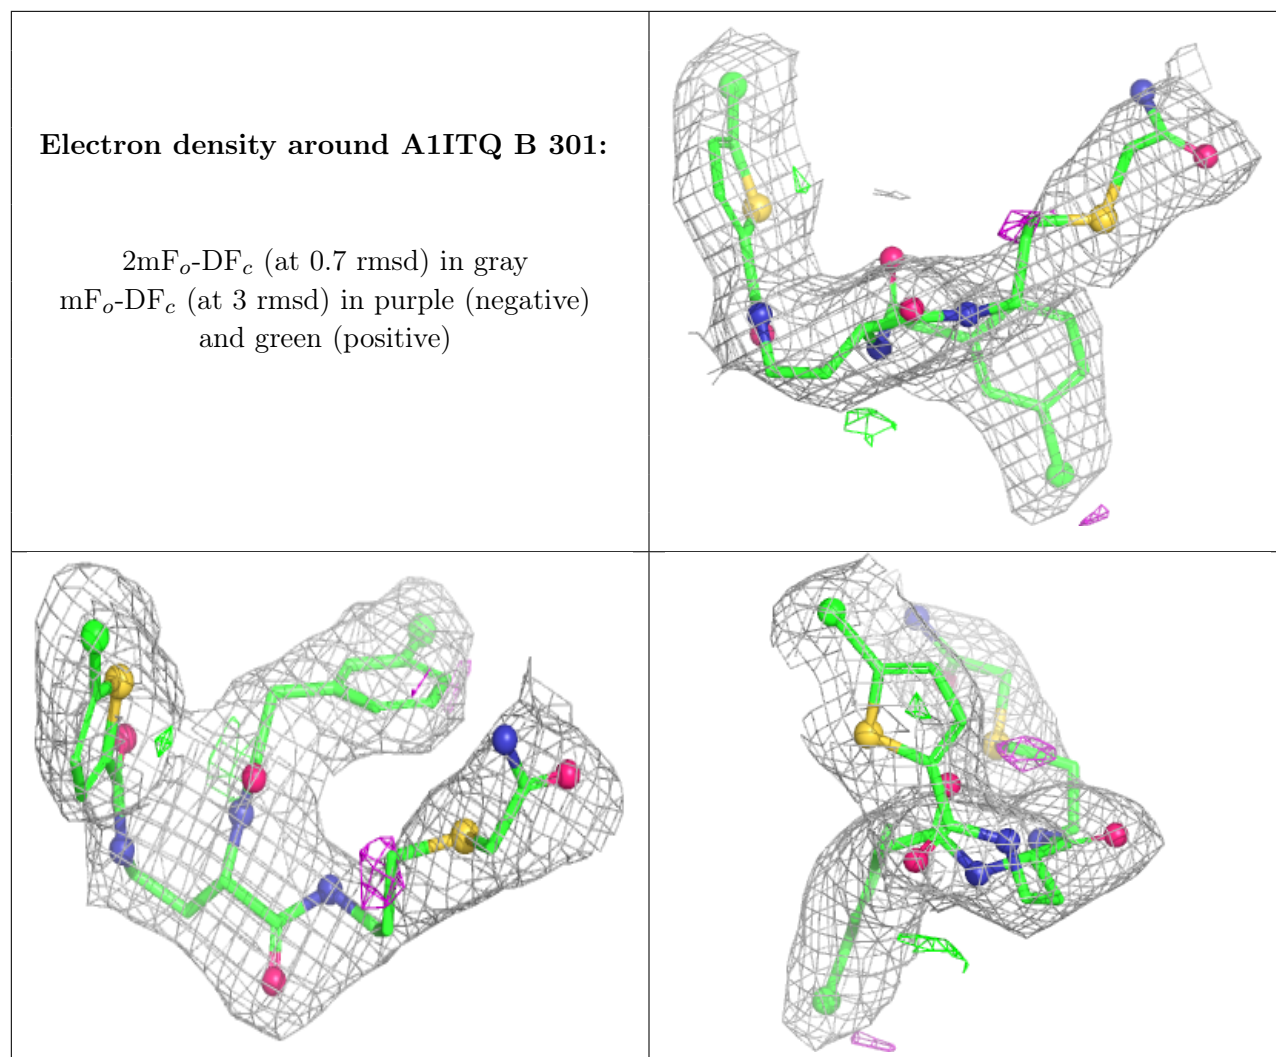 Electron density around A1ITQ B 301:
2mFo-DFc (at 0.7 rmsd) in gray
mFo-DFc (at 3 rmsd) in purple (negative)
and green (positive)